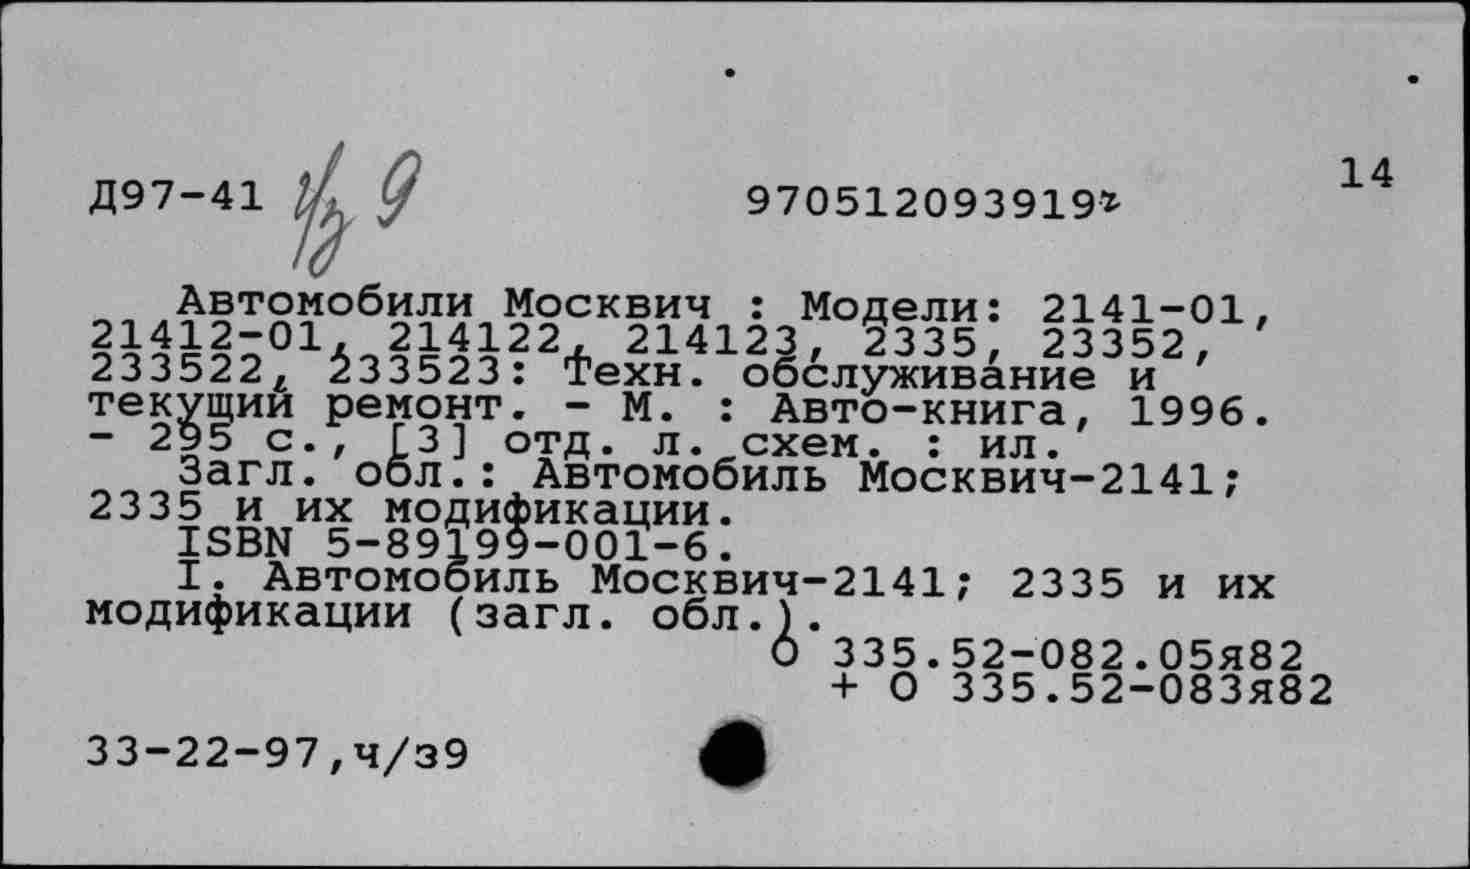 Д97-41 ч/з 9 970512093919 14
Автомобили Москвич : Модели: 2141-01,
21412-01, 214122, 214123, 2335, 23352,
233522, 233523: Техн. обслуживание и
текущий ремонт. - М. : Авто-книга, 1996.
- 295 с., [3] отд. л. схем. : ил.
Загл. обл.: Автомобиль Москвич-2141;
2335 и их модификации.
ISBN 5-89199-001-6.
I. Автомобиль Москвич-2141; 2335 и их
модификации (загл. обл.).
О 335.52-082.05я82
+ О 335.52-083я82
33-22-97,ч/з9